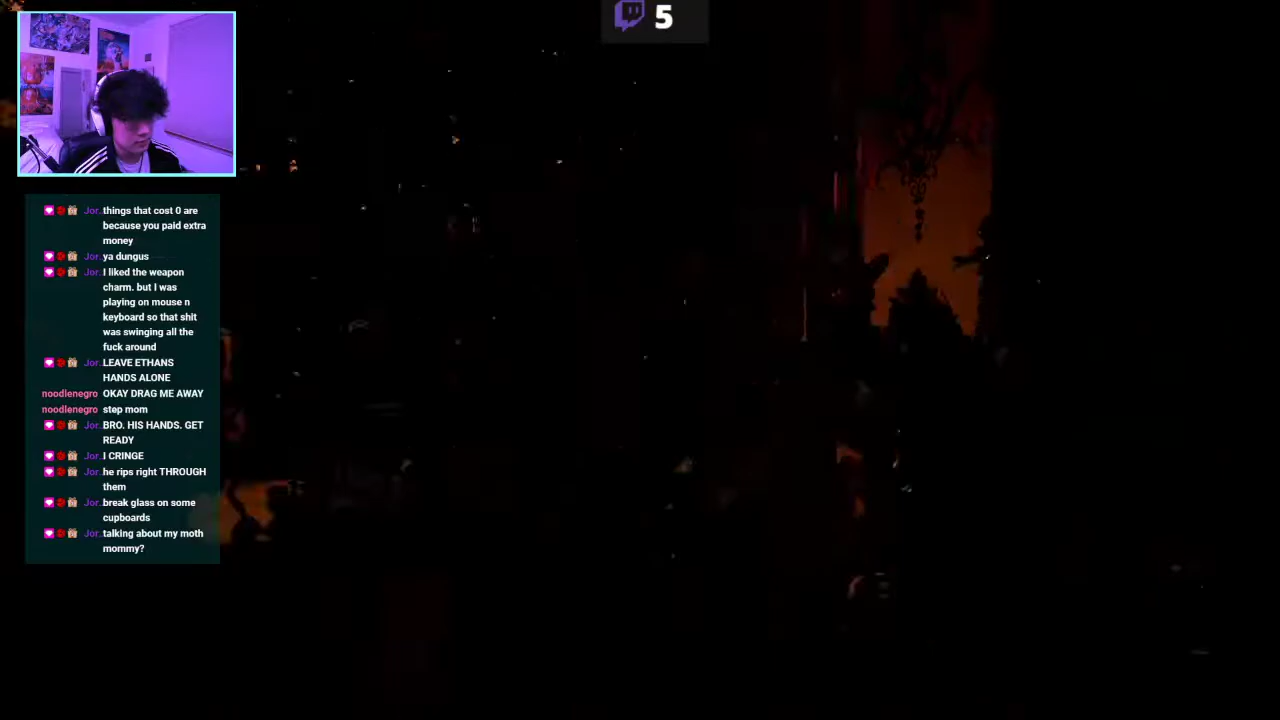 5
Jor..things that cost 0 are
because you paid extra
money
Jor..ya dungus
Jor..I liked the weapon
charm. but I was
playing on mouse n
keyboard so that shit
was swinging all the
fuck around
Jor..LEAVE ETHANS
HANDS ALONE
noodlenegro OKAY DRAG ME AWAY
noodlenegro step mom
Jor..BRO. HIS HANDS. GET
READY
Jor..I CRINGE
Jor..he rips right THROUGH
them
Jor..break glass on some
cupboards
Jor..talking about my moth
mommy?